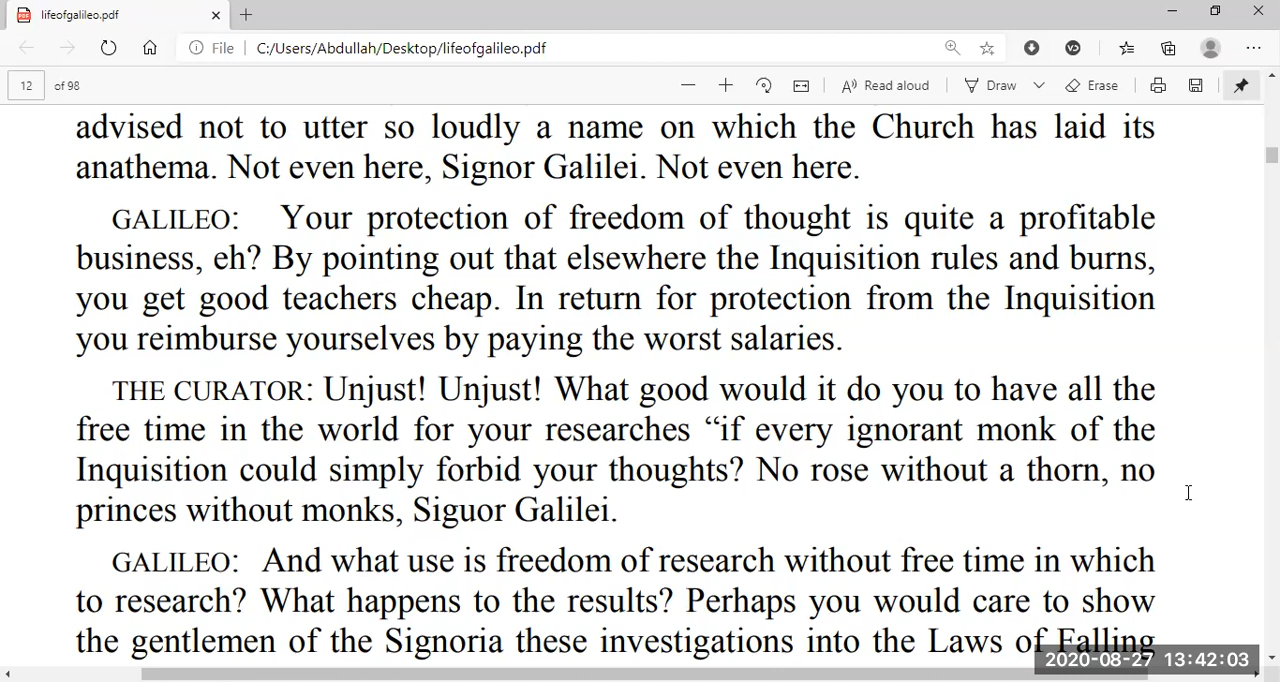 lifeofgalileo.pdf
File C:/Users/Abdullah/Desktop/lifeofgalileo.pdf
12 of 98 Read aloud Draw Erase
advised not to utter so loudly a name on which the Church has laid its
anathema. Not even here, Signor Galilei. Not even here.
GALILEO: Your protection of freedom of thought is quite a profitable
business, eh? By pointing out that elsewhere the Inquisition rules and burns,
you get good teachers cheap. In return for protection from the Inquisition
you reimburse yourselves by paying the worst salaries.
THE CURATOR: Unjust! Unjust! What good would it do you to have all the
free time in the world for your researches “if every ignorant monk of the
Inquisition could simply forbid your thoughts? No rose without a thorn, no
princes without monks, Siguor Galilei.
GALILEO: And what use is freedom of research without free time in which
to research? What happens to the results? Perhaps you would care to show
the gentlemen of the Signoria these investigations into the Laws of Falling
2020-08-27 13:42:03